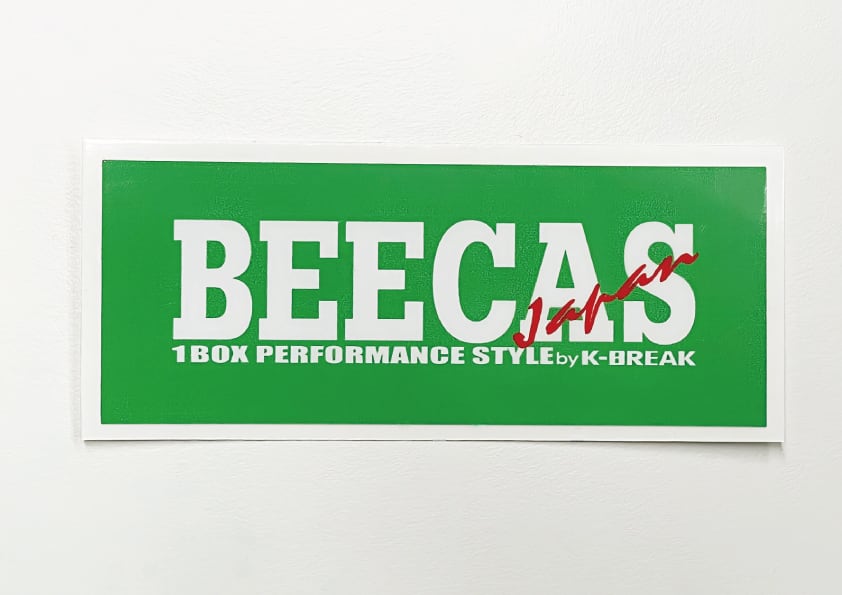 BEECAS
Japan
1BOX PERFORMANCE STYLE by K-BREAK